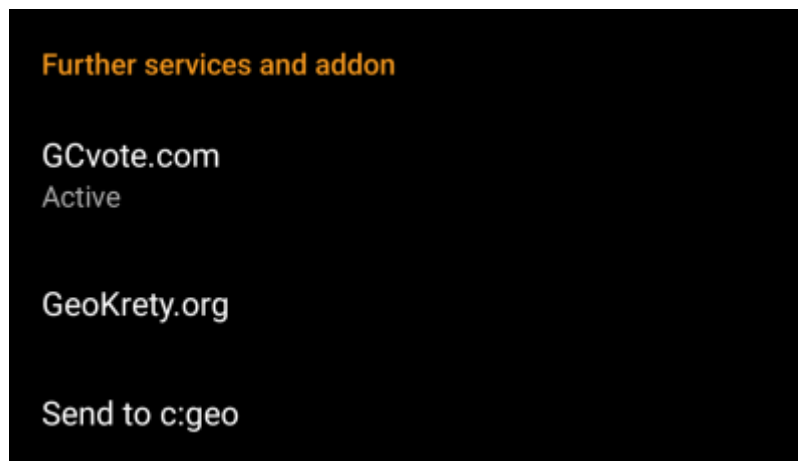 Further services and addon
GCvote.com
Active
GeoKrety.org
Send to c:geo